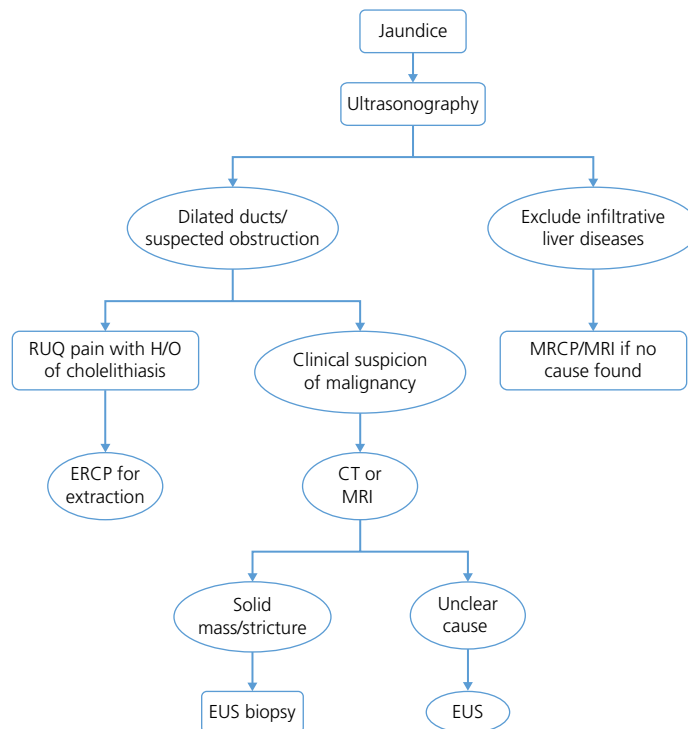 Jaundice
Ultrasonography
Dilated ducts/
suspected obstruction
Exclude infiltrative
liver diseases
RUQ pain with H/O
of cholelithiasis
Clinical suspicion
of malignancy
MRCP/MRI if no
cause found
ERCP for
extraction
CT or
MRI
Solid
mass/stricture
Unclear
cause
EUS biopsy
EUS